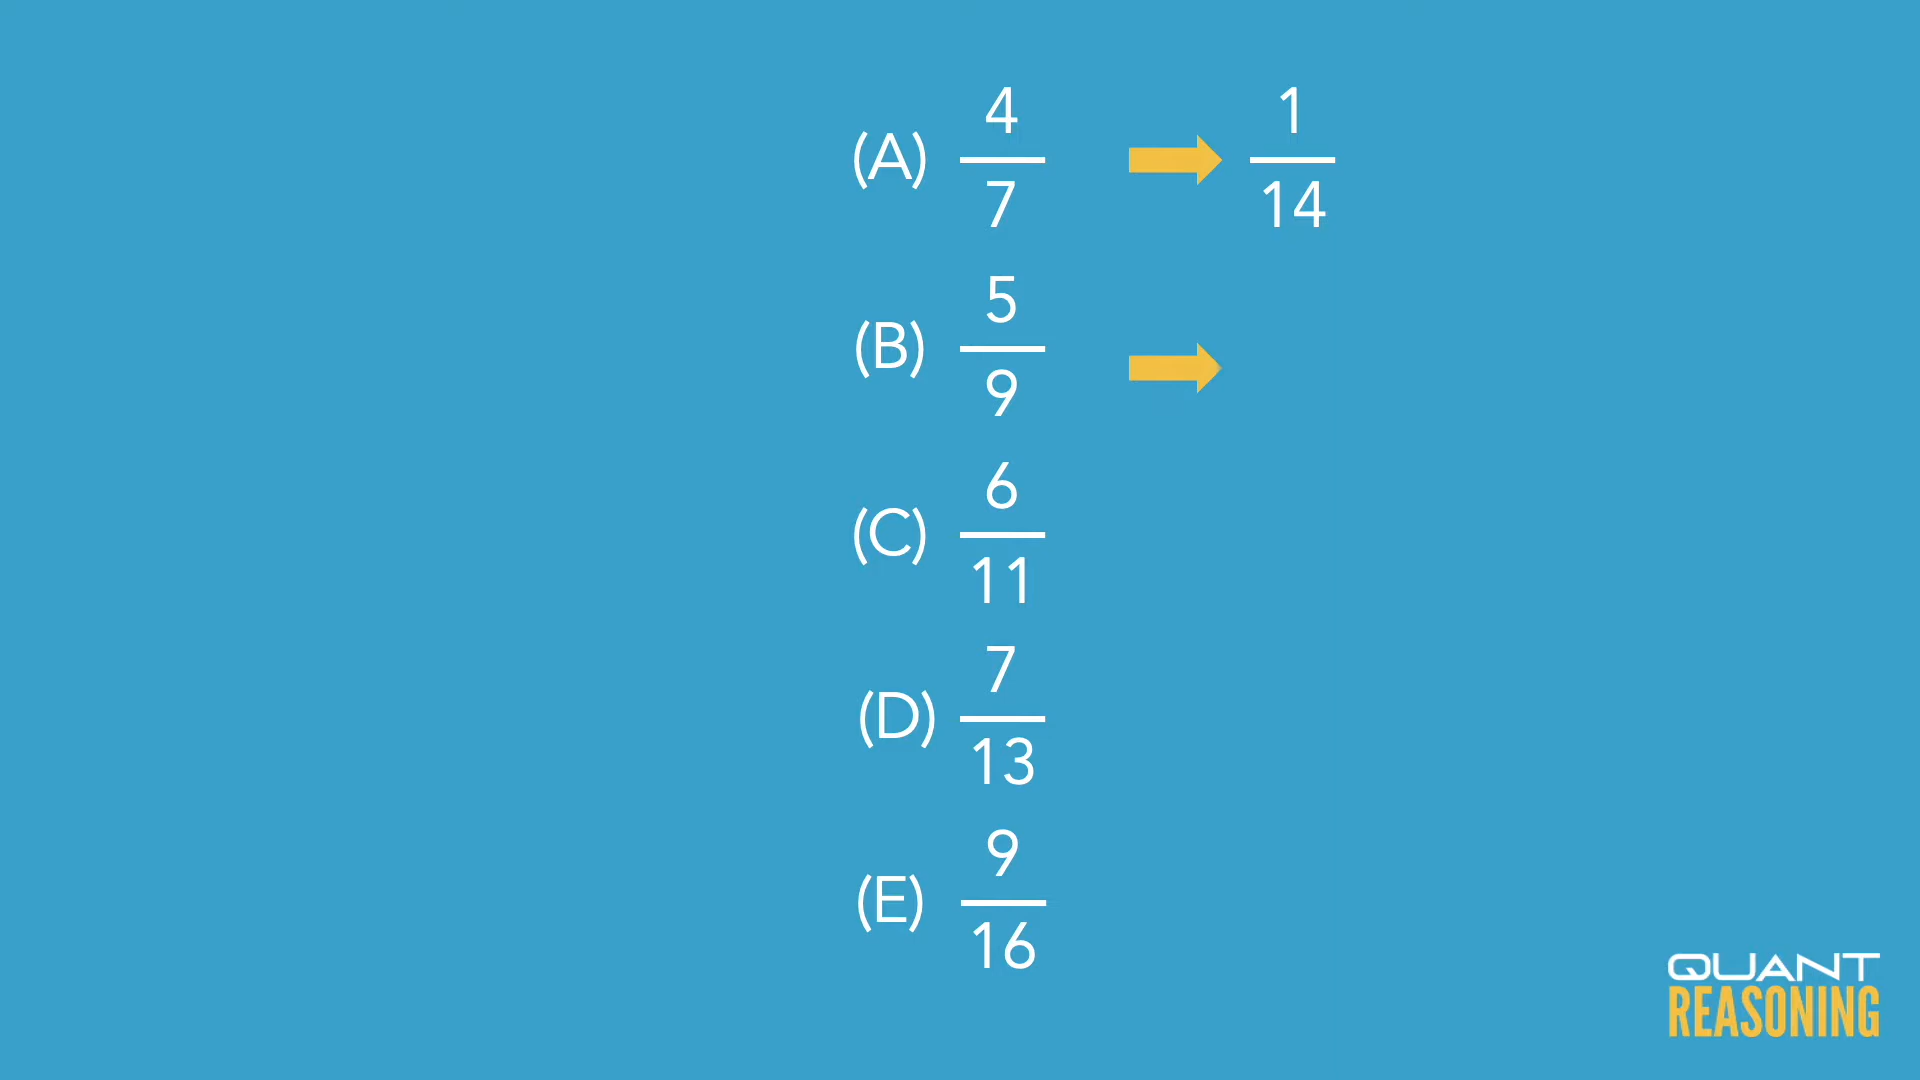 (A) 4/7 1/14
(B) 5/9
(C) 6/11
(D) 7/13
(E) 9/16
QUANT
REASONING